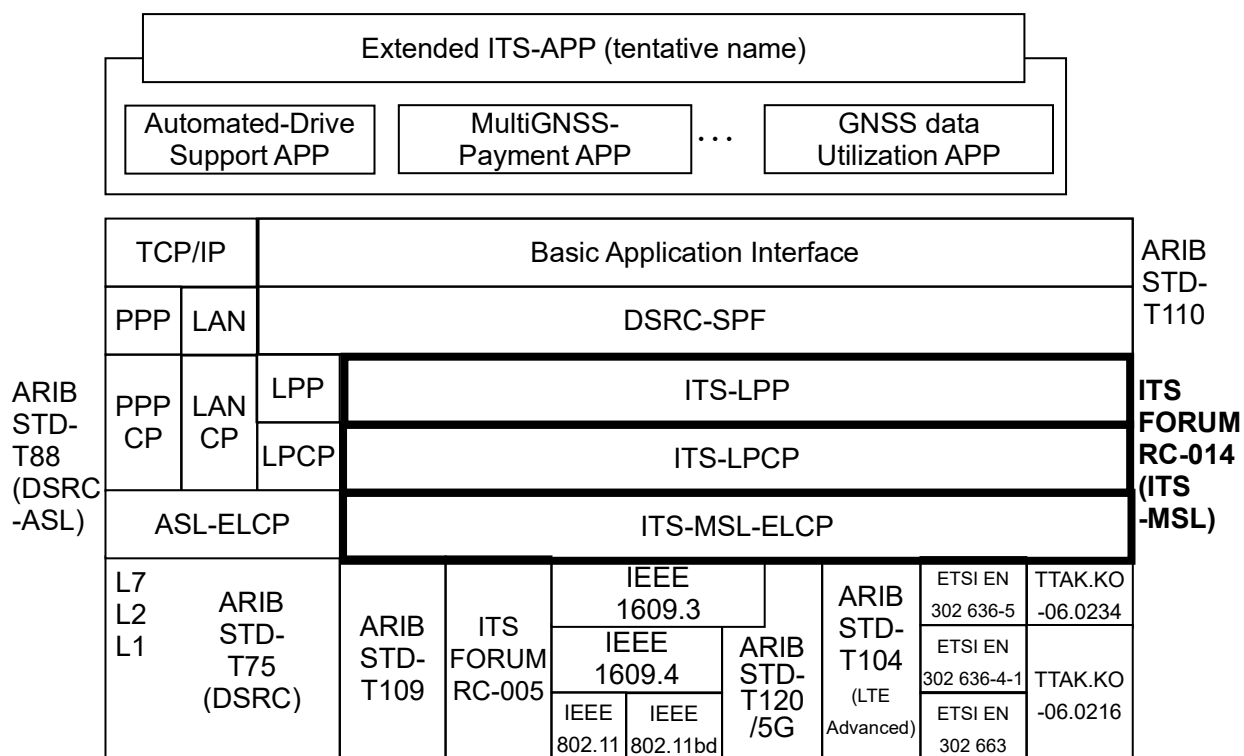 Extended ITS-APP (tentative name)
Automated-Drive
Support APP
MultiGNSS-
Payment APP
...
GNSS data
Utilization APP
TCP/IP
Basic Application Interface
ARIB
STD-
T110
PPP
LAN
DSRC-SPF
ARIB
STD-
T88
(DSRC
-ASL)
PPP
CP
LAN
CP
LPP
ITS-LPP
LPCP
ITS-LPCP
ITS
FORUM
RC-014
(ITS
-MSL)
ASL-ELCP
ITS-MSL-ELCP
L7
L2
L1
ARIB
STD-
T75
(DSRC)
ARIB
STD-
T109
ITS
FORUM
RC-005
IEEE
1609.3
IEEE
1609.4
IEEE
802.11
IEEE
802.11bd
ARIB
STD-
T120
/5G
ARIB
STD-
T104
(LTE
Advanced)
ETSI EN
302 636-5
ETSI EN
302 636-4-1
ETSI EN
302 663
TTAK.KO
-06.0234
TTAK.KO
-06.0216